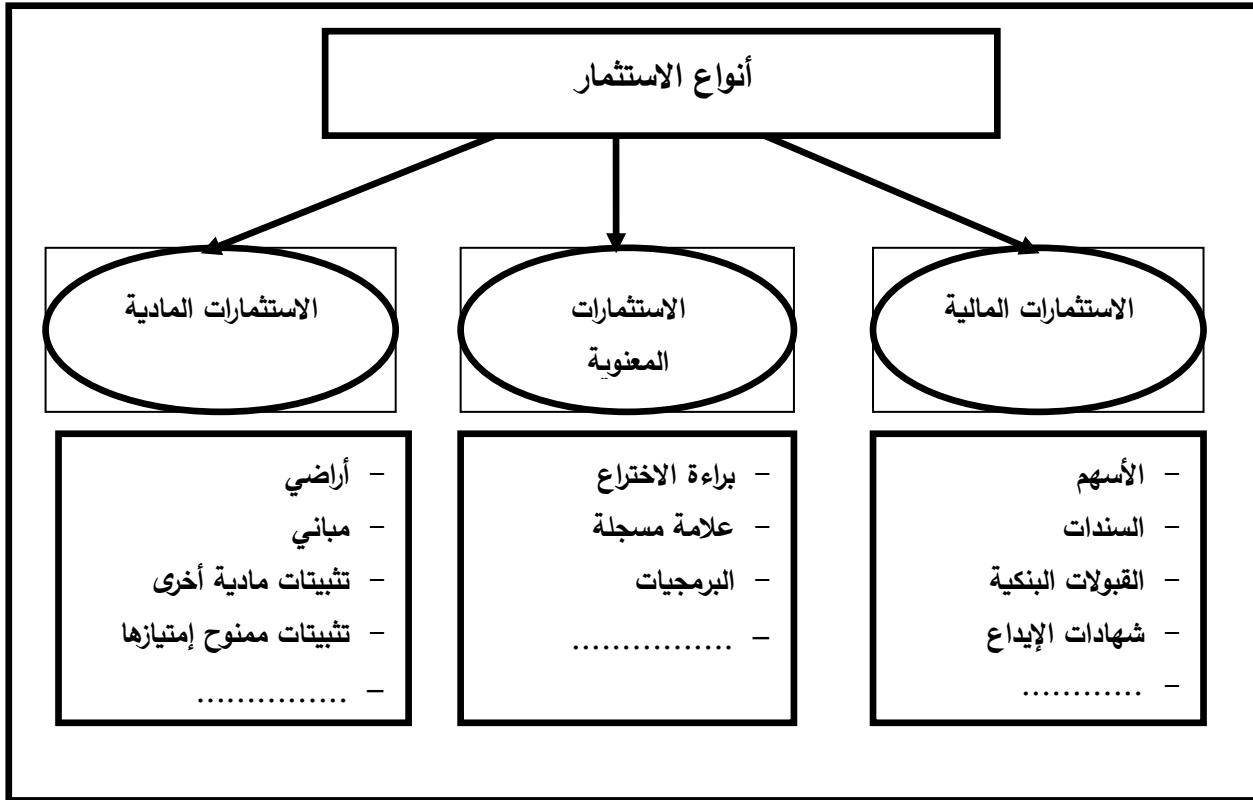 أنواع الاستثمار
الاستثمارات المالية
الاستثمارات
المعنوية
الاستثمارات المادية
- الأسهم
- السندات
- القبولات البنكية
- شهادات الإيداع
- ............
- براءة الاختراع
- علامة مسجلة
- البرمجيات
- ................
- أراضي
- مباني
- تثبيتات مادية أخرى
- تثبيتات ممنوح إمتيازها
- ...............